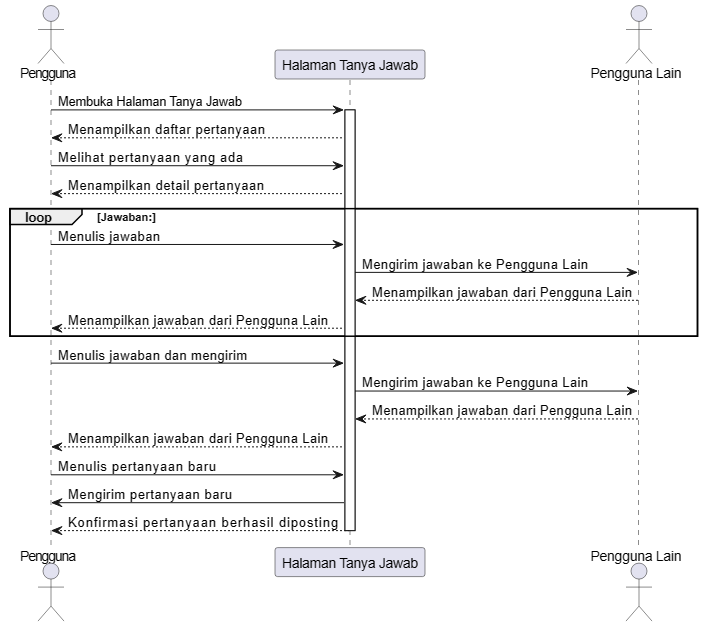 Pengguna
Halaman Tanya Jawab
Pengguna Lain
Membuka Halaman Tanya Jawab
Menampilkan daftar pertanyaan
Melihat pertanyaan yang ada
Menampilkan detail pertanyaan
loop [Jawaban:]
Menulis jawaban
Mengirim jawaban ke Pengguna Lain
Menampilkan jawaban dari Pengguna Lain
Menampilkan jawaban dari Pengguna Lain
Menulis jawaban dan mengirim
Mengirim jawaban ke Pengguna Lain
Menampilkan jawaban dari Pengguna Lain
Menampilkan jawaban dari Pengguna Lain
Menulis pertanyaan baru
Mengirim pertanyaan baru
Konfirmasi pertanyaan berhasil diposting
Pengguna
Halaman Tanya Jawab
Pengguna Lain